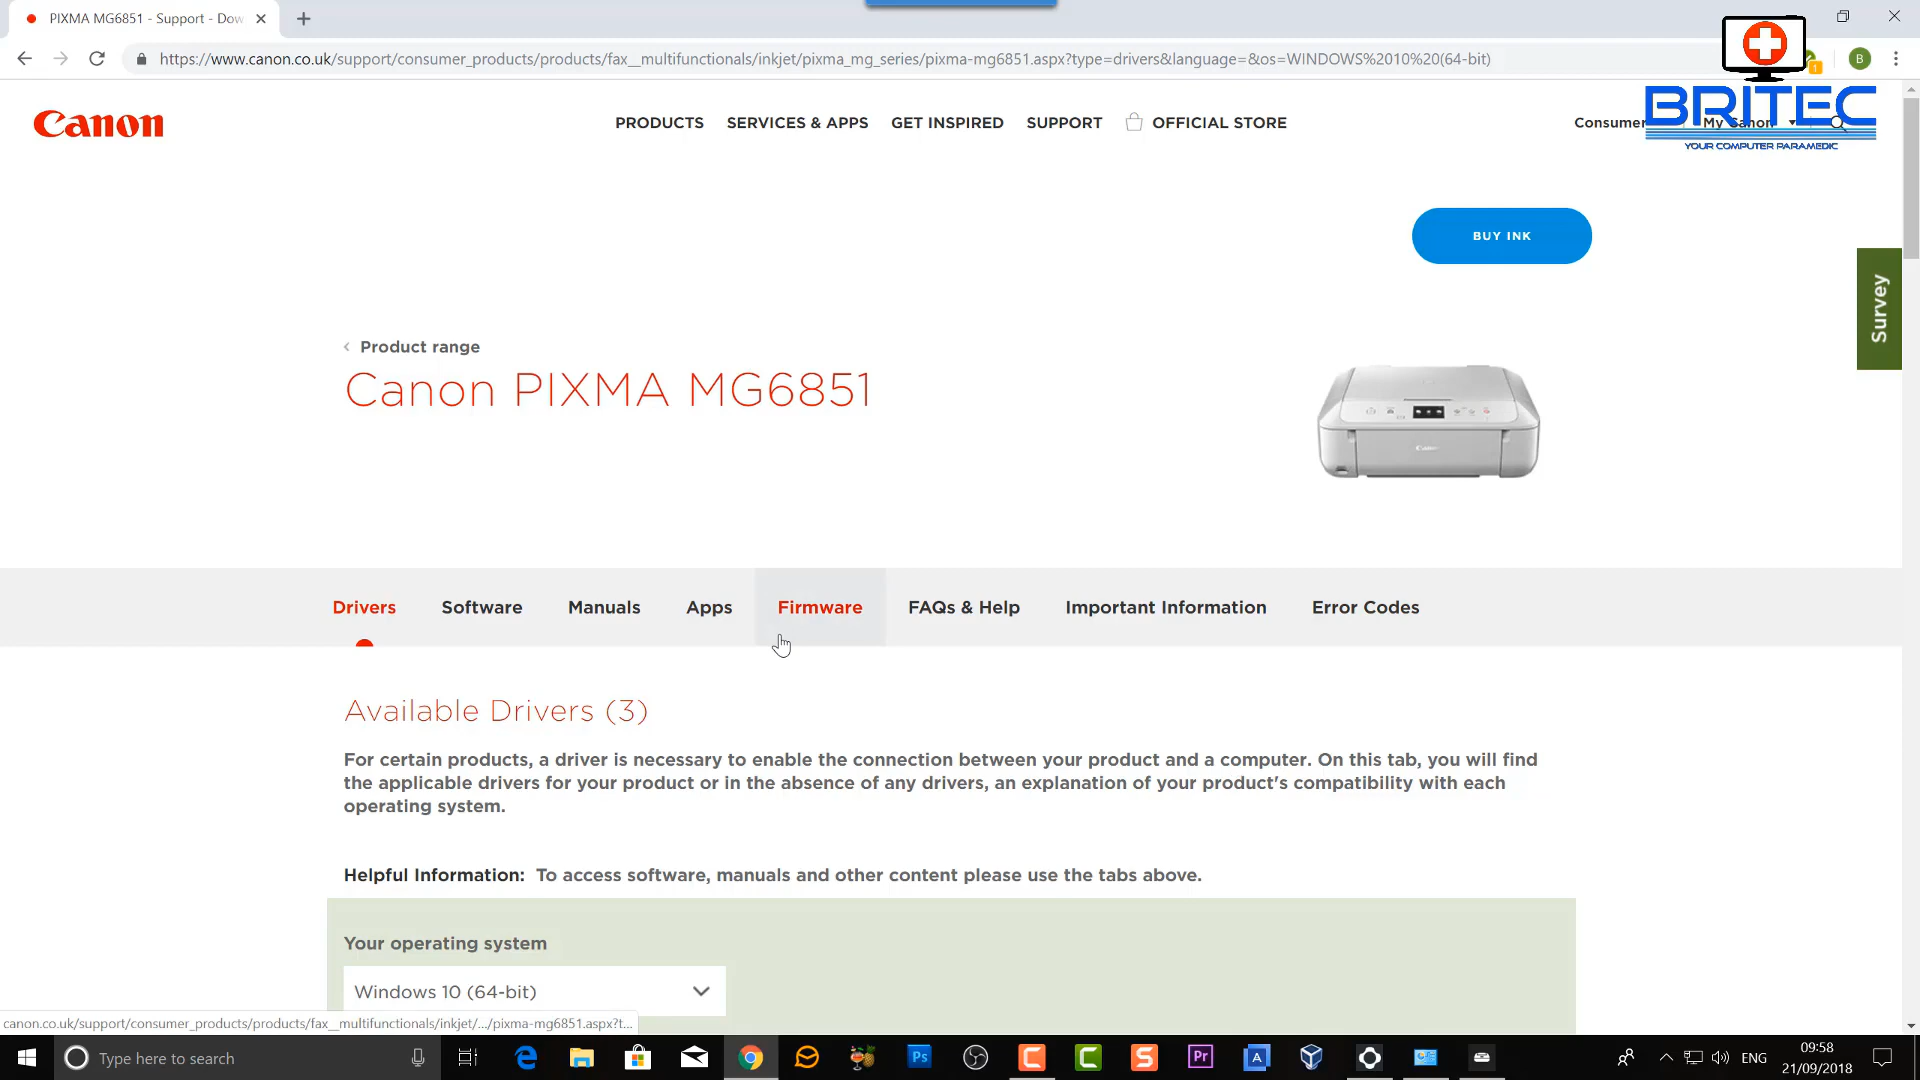 PIXMA MG6851 - Support - Dow
https://www.canon.co.uk/support/consumer_products/products/fax__multifunctionals/inkjet/pixma_mg_series/pixma-mg6851.aspx?type=drivers&language=&os=WINDOWS%2010%20(64-bit)
1
B
Canon
PRODUCTS
SERVICES & APPS
GET INSPIRED
SUPPORT
OFFICIAL STORE
Consumer
My Canon
BRITEC
YOUR COMPUTER PARAMEDIC
BUY INK
Survey
Product range
Canon PIXMA MG6851
Canon
Drivers
Software
Manuals
Apps
Firmware
FAQs & Help
Important Information
Error Codes
Available Drivers (3)
For certain products, a driver is necessary to enable the connection between your product and a computer. On this tab, you will find
the applicable drivers for your product or in the absence of any drivers, an explanation of your product's compatibility with each
operating system.
Helpful Information: To access software, manuals and other content please use the tabs above.
Your operating system
Windows 10 (64-bit)
canon.co.uk/support/consumer_products/products/fax__multifunctionals/inkjet/.../pixma-mg6851.aspx?t...
Type here to search
Ps
Pr
ENG
09:58
21/09/2018